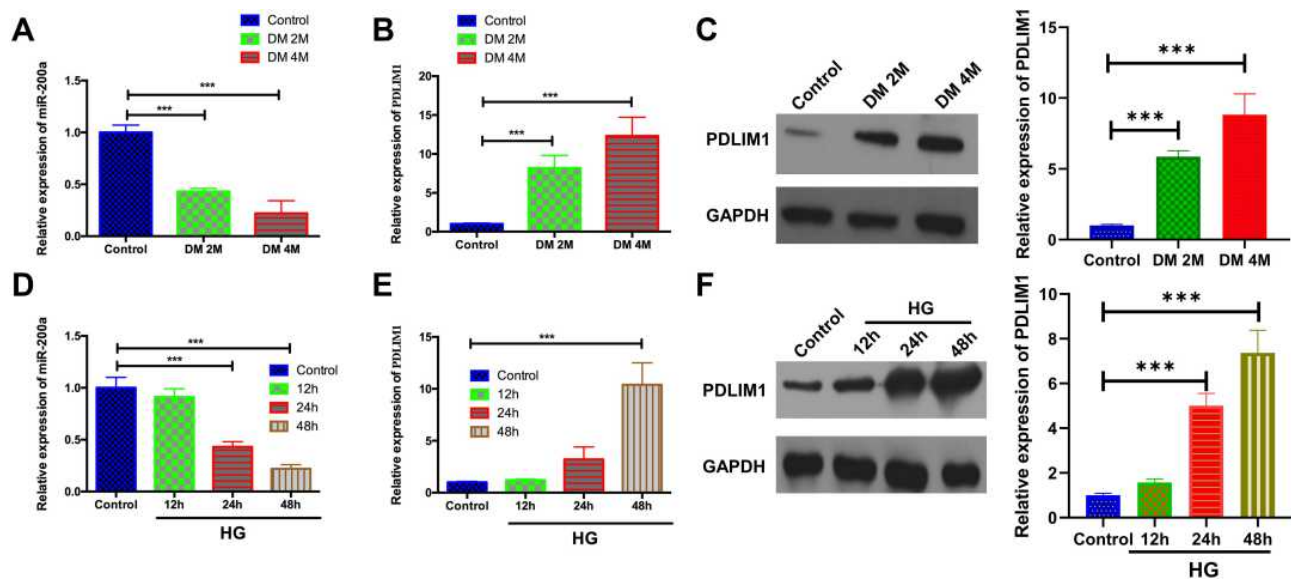 A
Control
DM 2M
DM 4M
Relative expression of miR-200a
1.5
1.0
0.5
0.0
***
***
Control
DM 2M
DM 4M
B
Control
DM 2M
DM 4M
Relative expression of PDLIM1
20
15
10
5
0
***
***
Control
DM 2M
DM 4M
C
Control
DM 2M
DM 4M
PDLIM1
GAPDH
Relative expression of PDLIM1
15
10
5
0
***
***
Control
DM 2M
DM 4M
D
Relative expression of miR-200a
1.5
1.0
0.5
0.0
***
***
Control
12h
24h
48h
Control
12h
24h
48h
HG
E
Relative expression of PDLIM1
15
10
5
0
***
Control
12h
24h
48h
Control
12h
24h
48h
HG
F
HG
Control
12h
24h
48h
PDLIM1
GAPDH
Relative expression of PDLIM1
10
8
6
4
2
0
***
***
Control
12h
24h
48h
HG